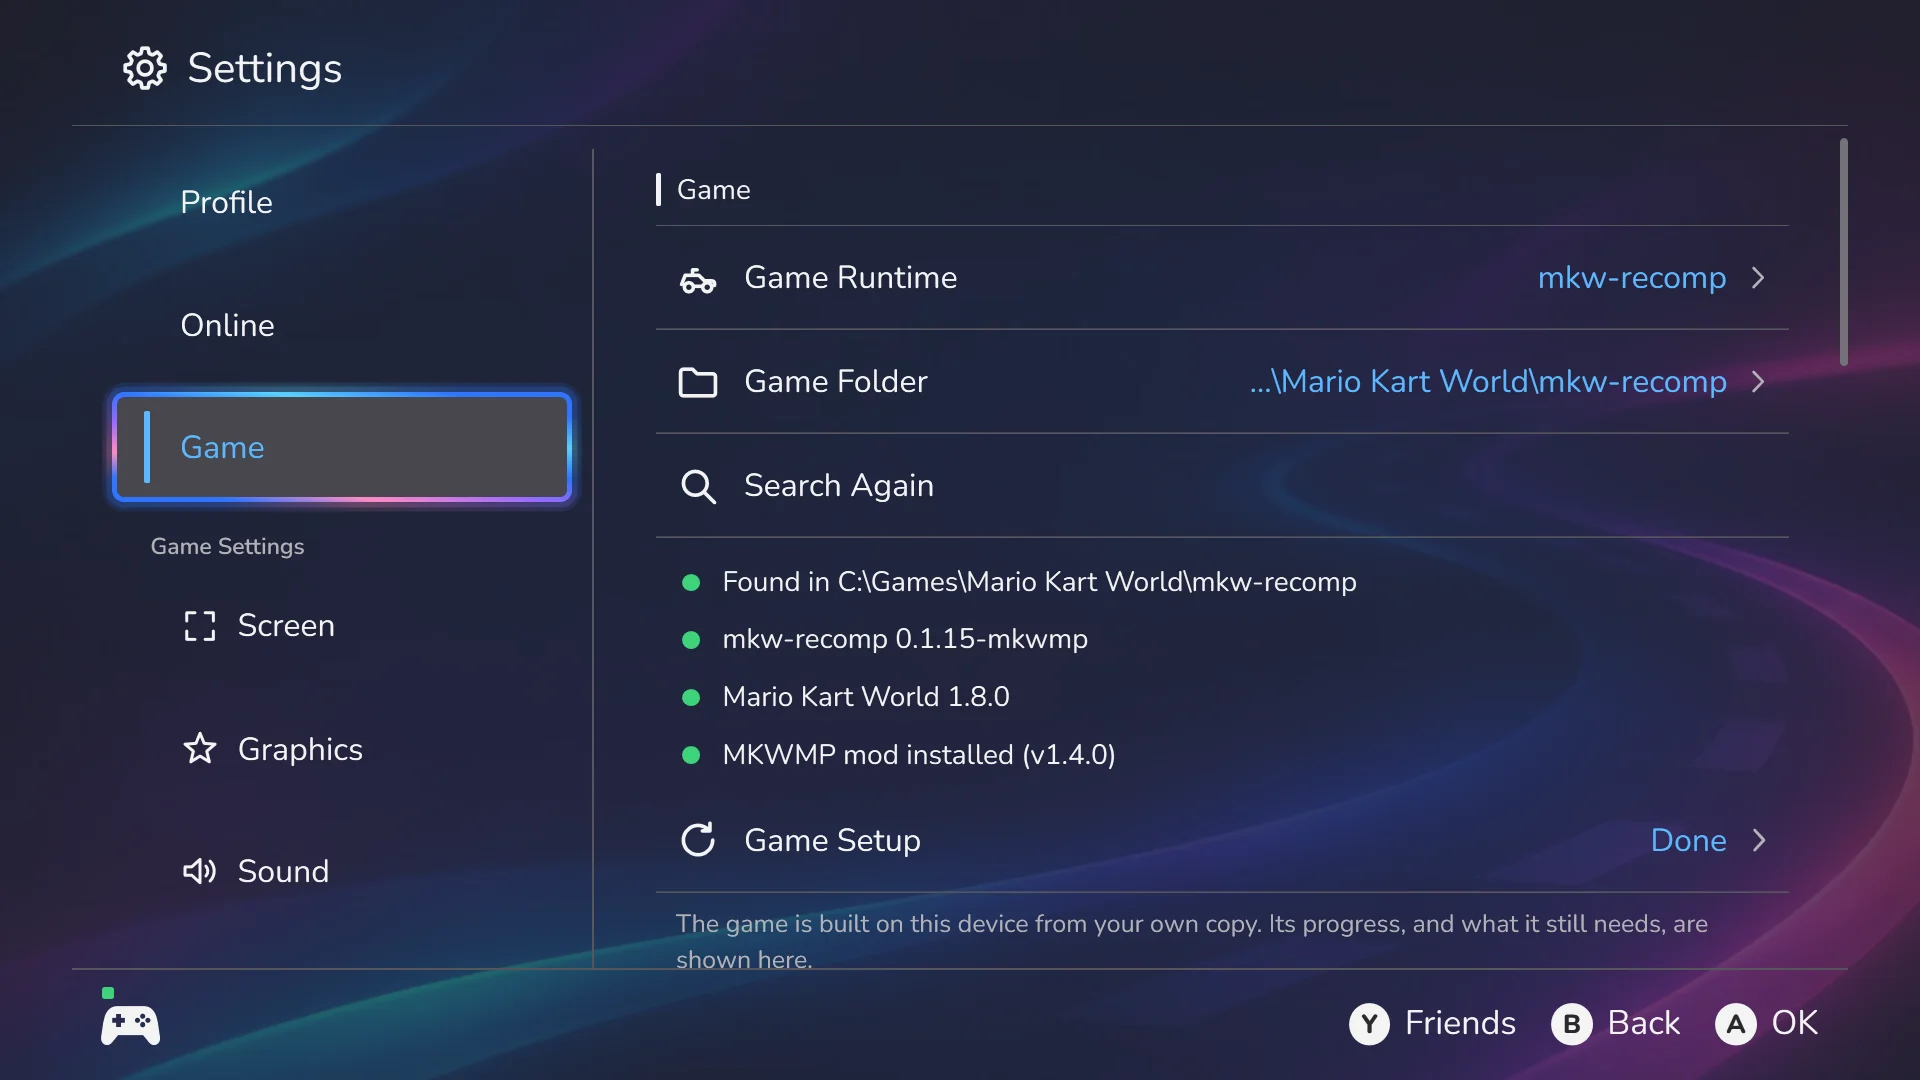 Settings
Profile
Online
Game
Game Settings
Screen
Graphics
Sound
Game
Game Runtime
mkw-recomp
Game Folder
...\Mario Kart World\mkw-recomp
Search Again
Found in C:\Games\Mario Kart World\mkw-recomp
mkw-recomp 0.1.15-mkwmp
Mario Kart World 1.8.0
MKWMP mod installed (v1.4.0)
Game Setup
Done
The game is built on this device from your own copy. Its progress, and what it still needs, are
shown here.
Y Friends
B Back
A OK